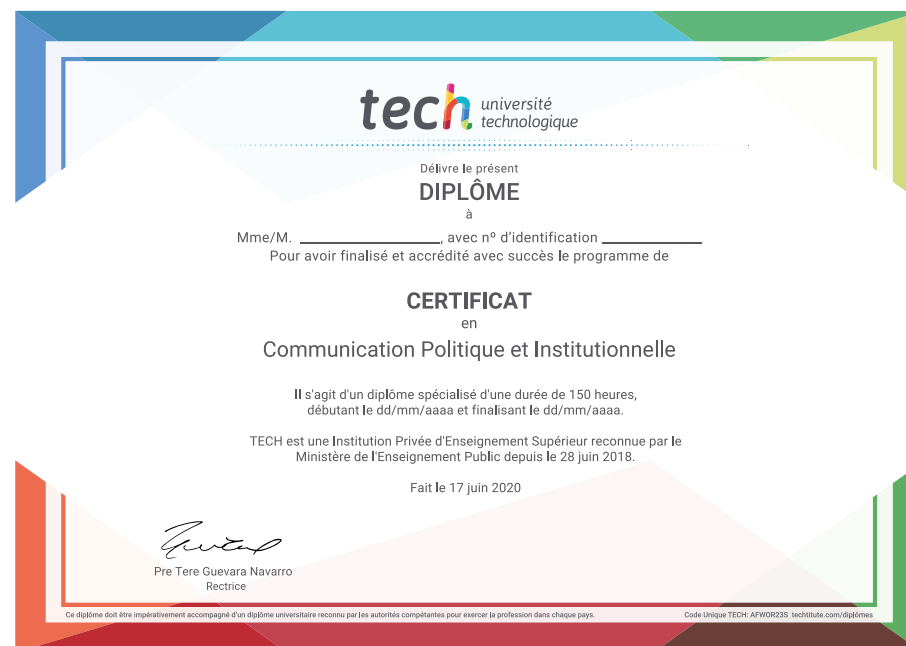 tech université
technologique
Délivre le présent
DIPLÔME
à
Mme/M. ____________________, avec nº d'identification ______________
Pour avoir finalisé et accrédité avec succès le programme de
CERTIFICAT
en
Communication Politique et Institutionnelle
Il s'agit d'un diplôme spécialisé d'une durée de 150 heures,
débutant le dd/mm/aaaa et finalisant le dd/mm/aaaa.
TECH est une Institution Privée d'Enseignement Supérieur reconnue par le
Ministère de l'Enseignement Public depuis le 28 juin 2018.
Fait le 17 juin 2020
Pre Tere Guevara Navarro
Rectrice
Ce diplôme doit être impérativement accompagné d'un diplôme universitaire reconnu par les autorités compétentes pour exercer la profession dans chaque pays.
Code Unique TECH: AFWOR23S techtitute.com/diplômes